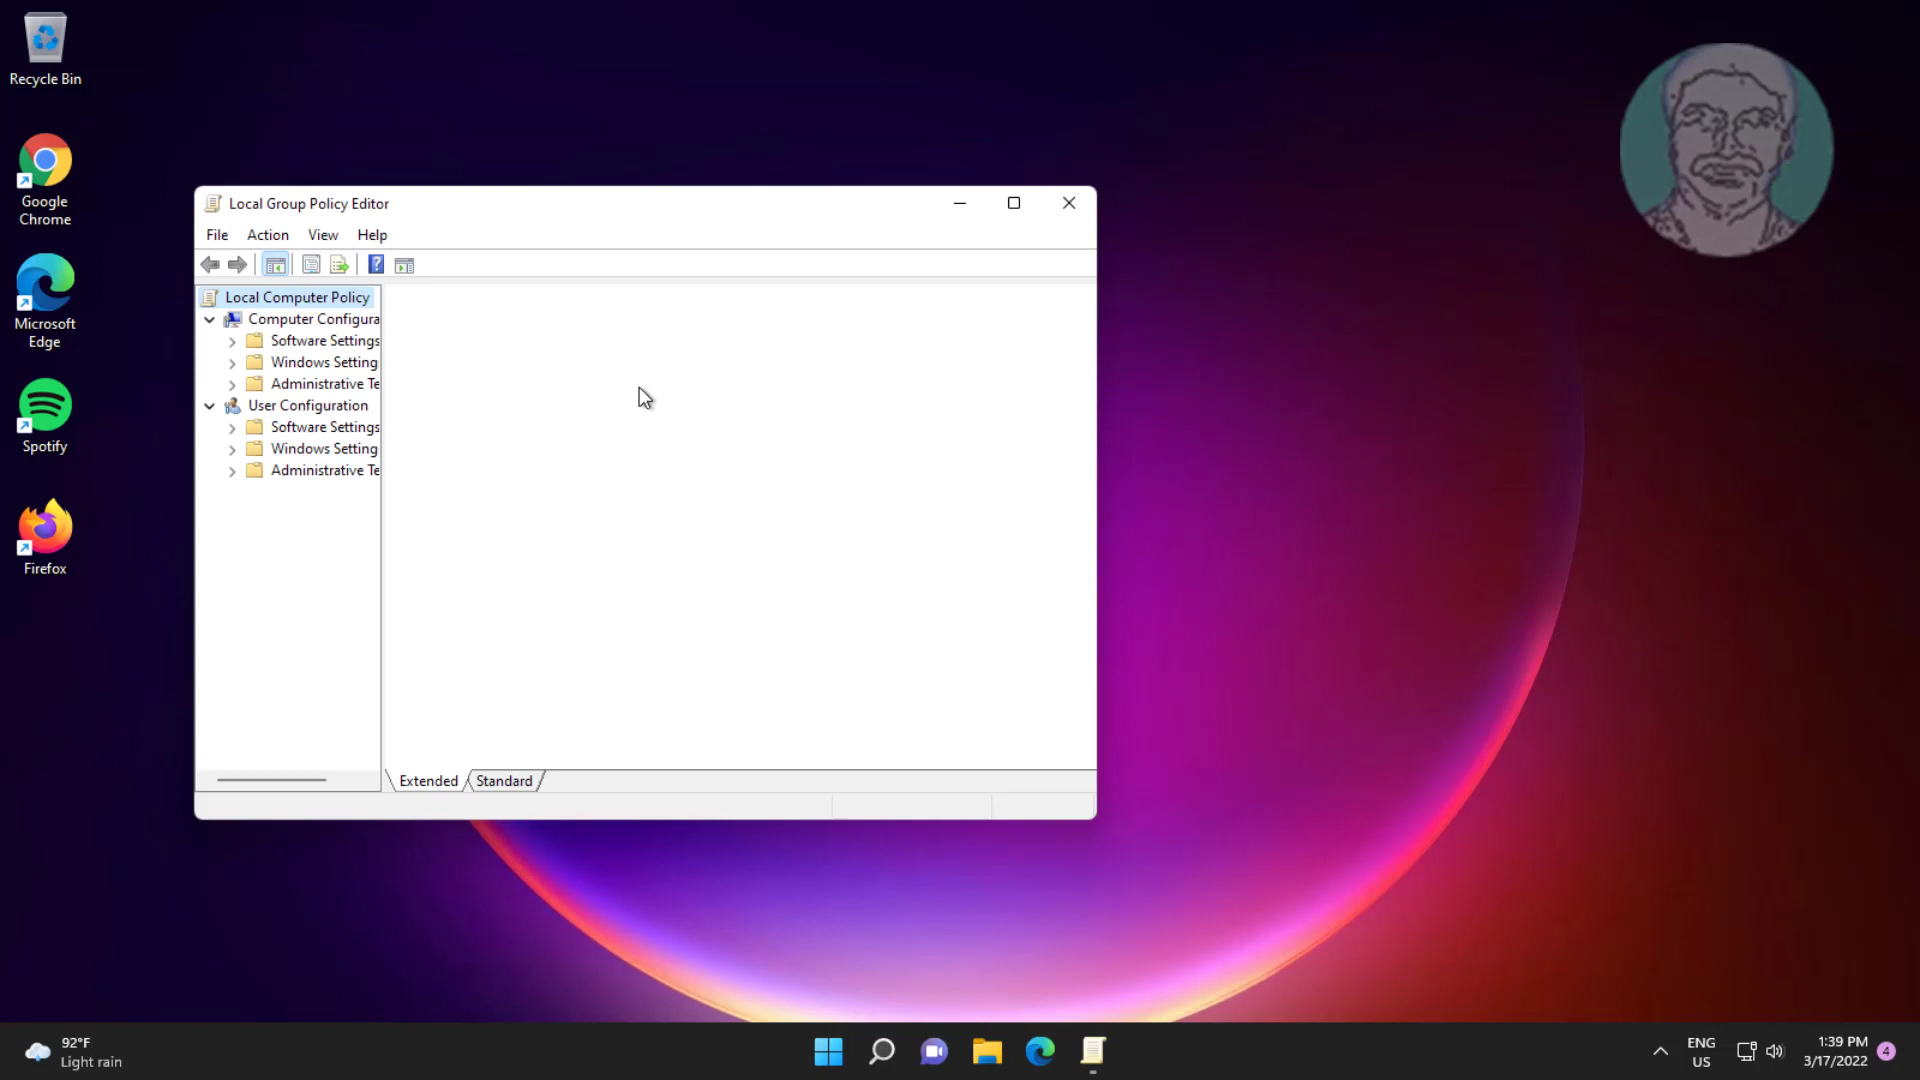 Recycle Bin
Google
Chrome
Microsoft
Edge
Spotify
Firefox
Local Group Policy Editor
File Action View Help
Local Computer Policy
Computer Configura
Software Settings
Windows Setting
Administrative Te
User Configuration
Software Settings
Windows Setting
Administrative Te
Extended Standard
92°F
Light rain
ENG
US
1:39 PM
3/17/2022
4